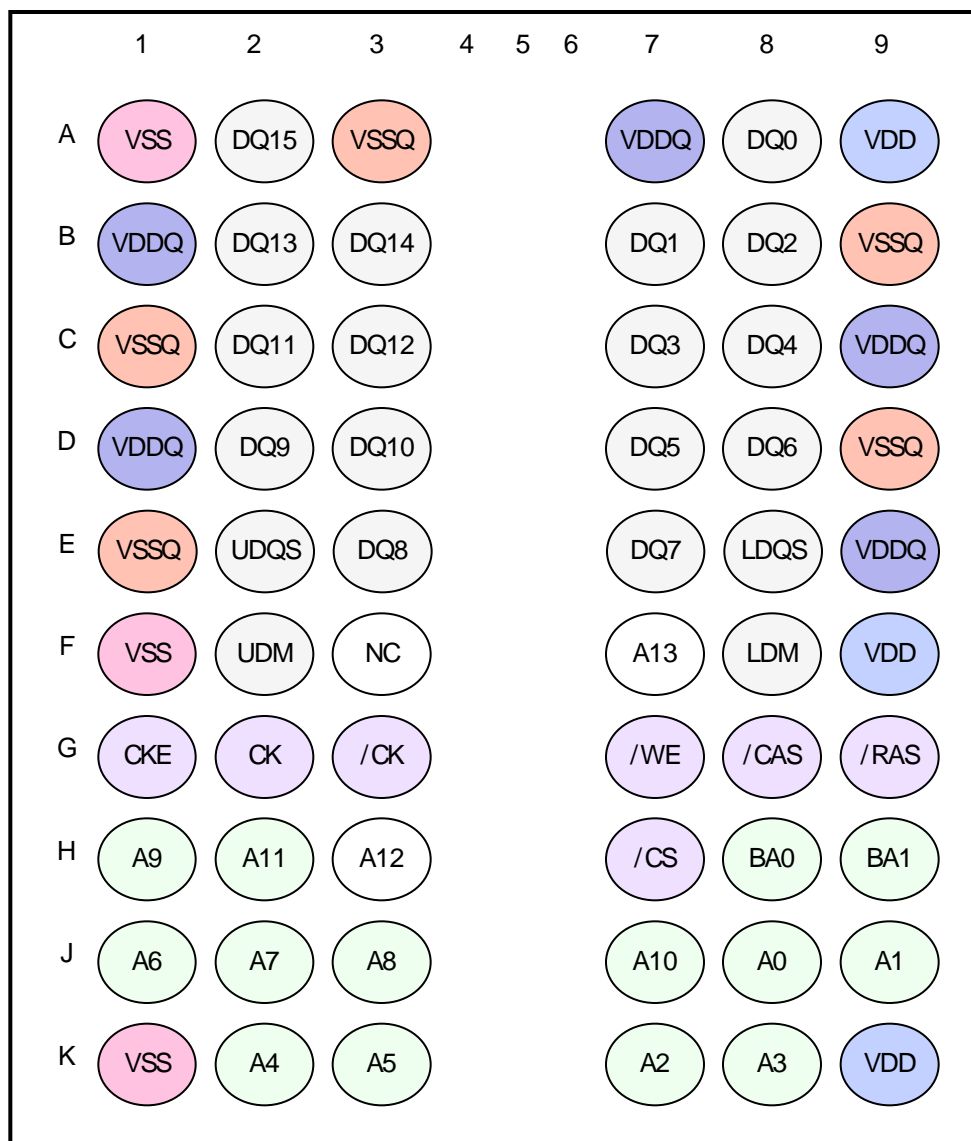 1 2 3 4 5 6 7 8 9
A VSS DQ15 VSSQ VDDQ DQ0 VDD
B VDDQ DQ13 DQ14 DQ1 DQ2 VSSQ
C VSSQ DQ11 DQ12 DQ3 DQ4 VDDQ
D VDDQ DQ9 DQ10 DQ5 DQ6 VSSQ
E VSSQ UDQS DQ8 DQ7 LDQS VDDQ
F VSS UDM NC A13 LDM VDD
G CKE CK /CK /WE /CAS /RAS
H A9 A11 A12 /CS BA0 BA1
J A6 A7 A8 A10 A0 A1
K VSS A4 A5 A2 A3 VDD